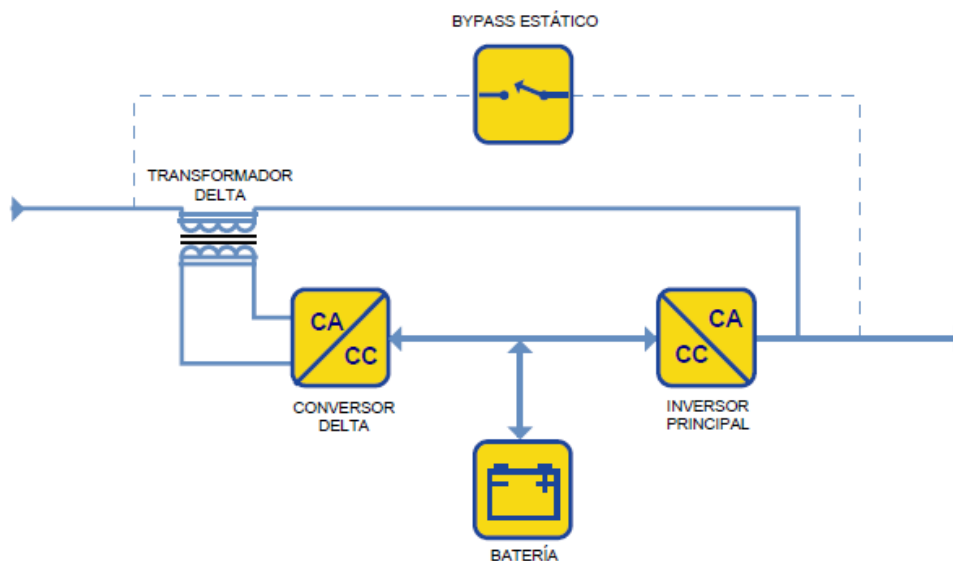 BYPASS ESTÁTICO
TRANSFORMADOR
DELTA
CA
CC
CA
CC
CONVERSOR
DELTA
INVERSOR
PRINCIPAL
BATERÍA